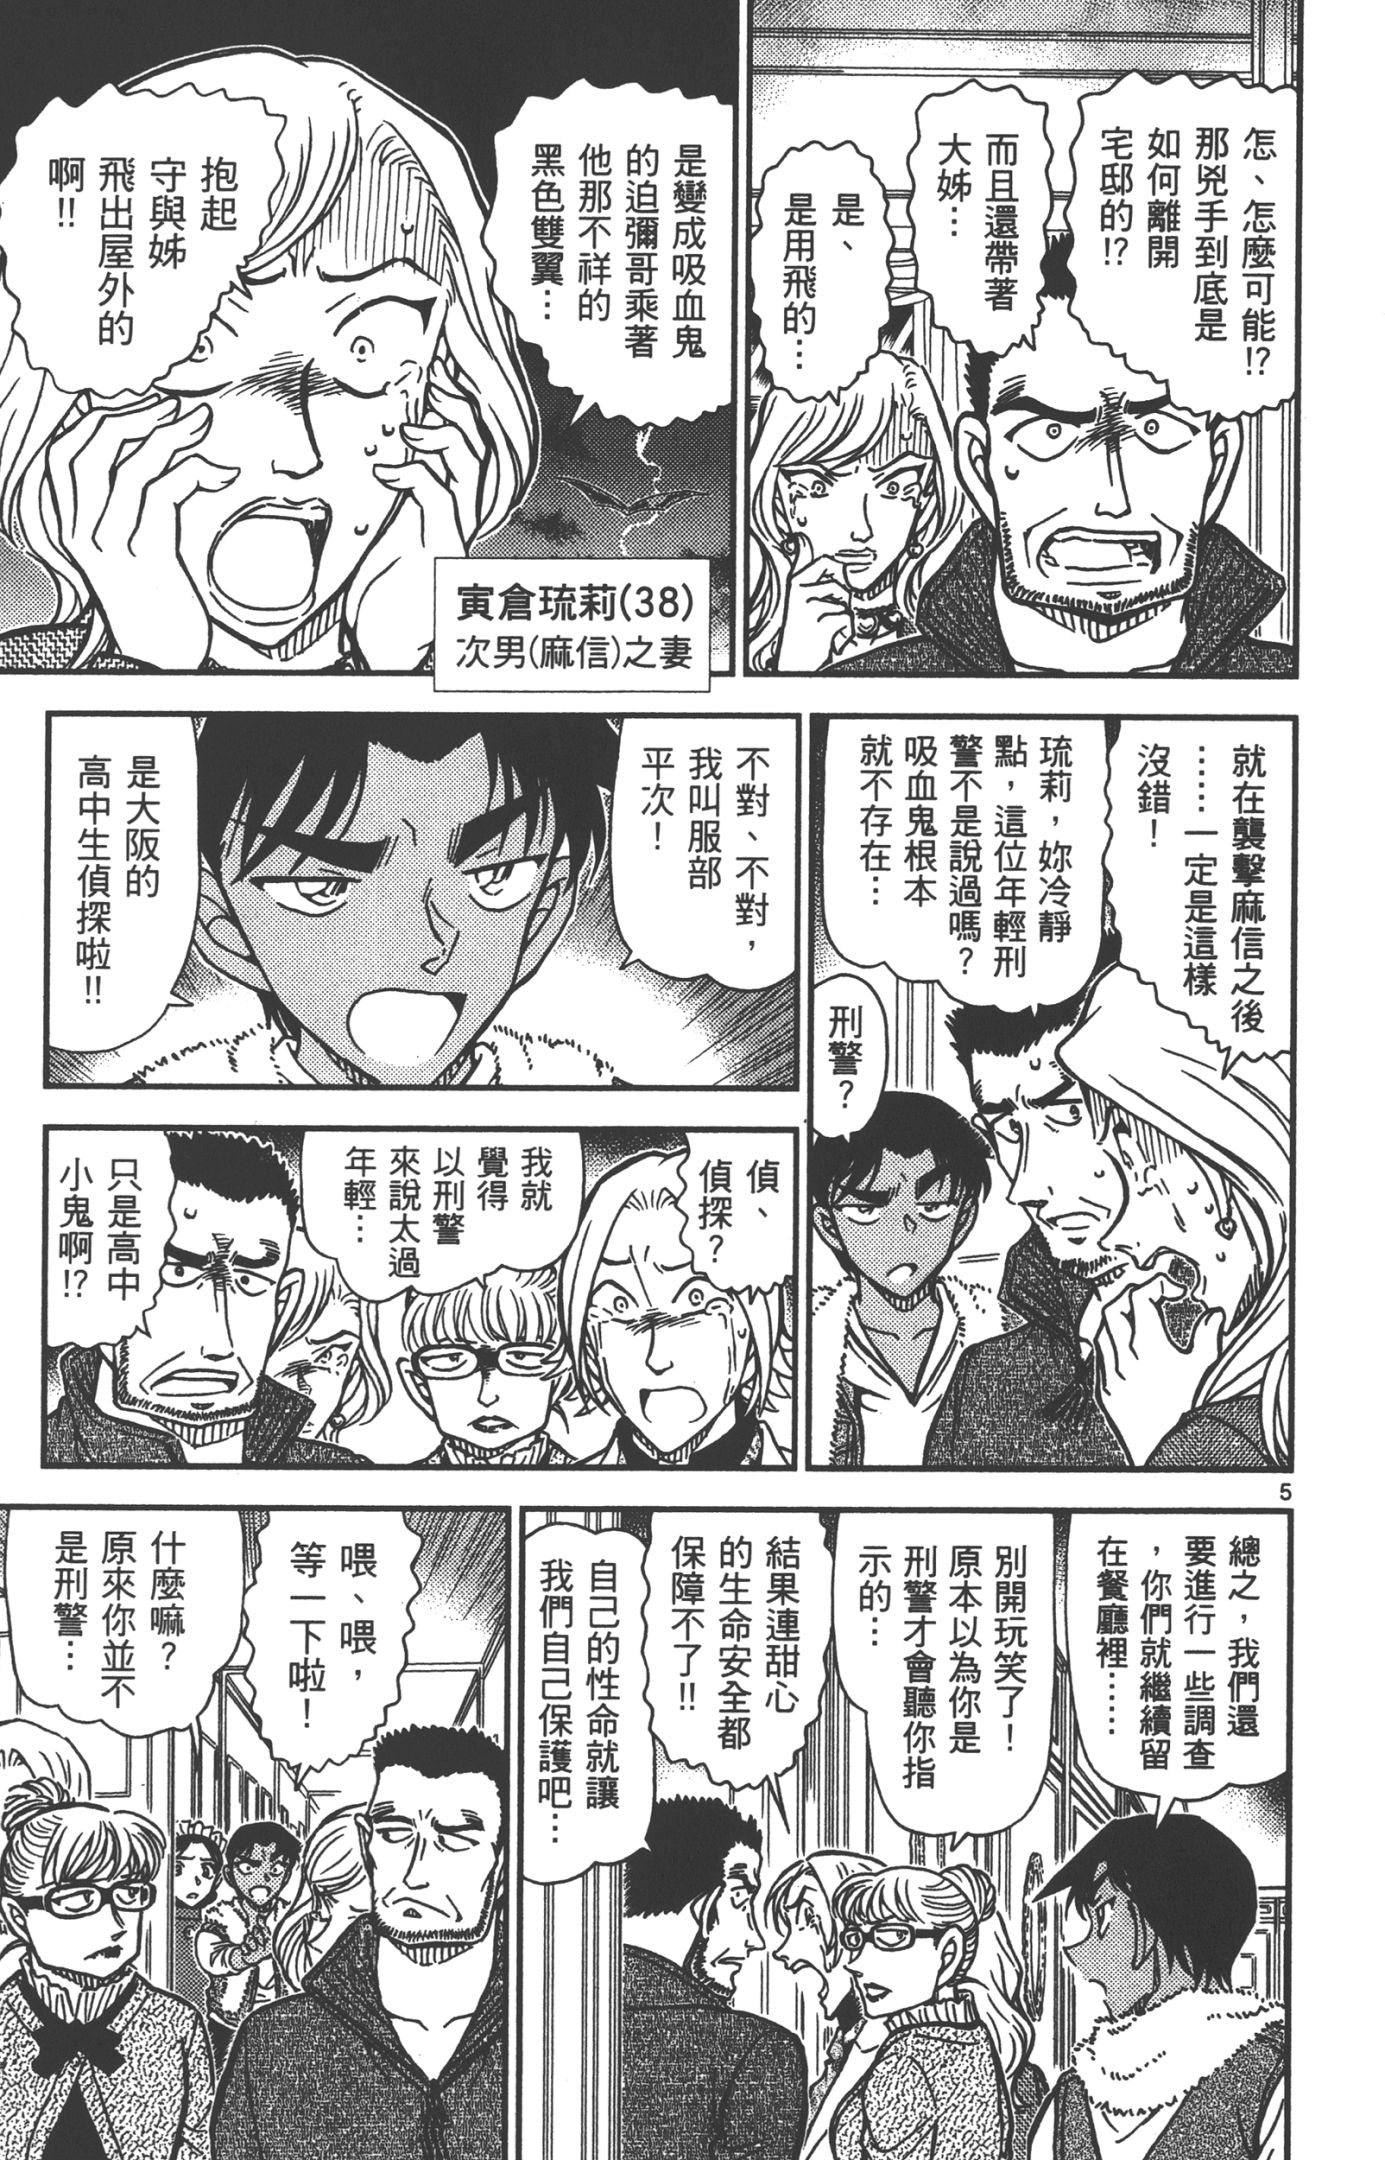 怎、怎麼可能!?
那兇手到底是
如何離開
宅邸的!?
而且還帶著
大姊…
是、
是用飛的…
是變成吸血鬼
的迫彌哥乘著
他那不祥的
黑色雙翼…
抱起
守與姊
飛出屋外的
啊!!
寅倉琉莉(38)
次男(麻信)之妻
就在襲擊麻信之後
……一定是這樣
沒錯！
琉莉，妳冷靜
點，這位年輕刑
警不是說過嗎？
吸血鬼根本
就不存在…
刑警？
不對、不對，
我叫服部
平次！
是大阪的
高中生偵探啦!!
偵、
偵探？
我就
覺得
以刑警
來說太過
年輕…
只是高中
小鬼啊!?
5
總之，我們還
要進行一些調查
，你們就繼續留
在餐廳裡……
別開玩笑了！
原本以為你是
刑警才會聽你指
示的…
結果連甜心
的生命安全都
保障不了!!
自己的性命就讓
我們自己保護吧…
喂、喂，
等一下啦！
什麼嘛？
原來你並不
是刑警…